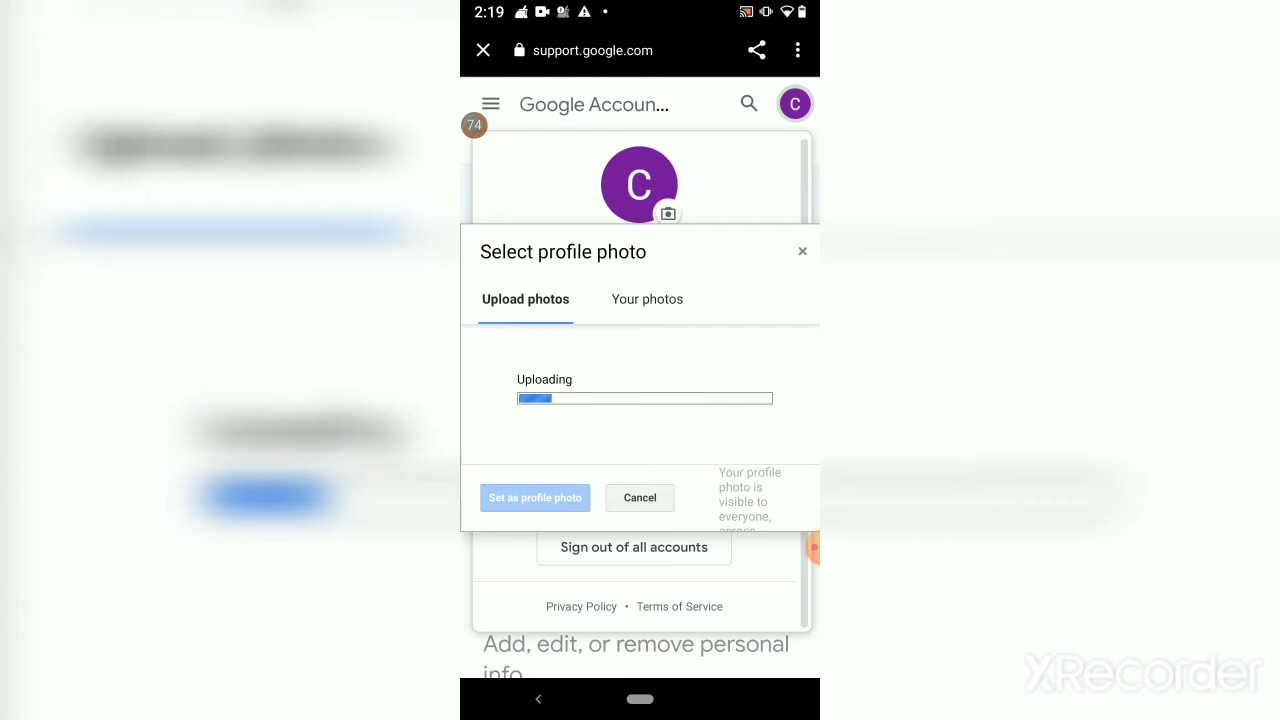 2:19
support.google.com
Google Accoun...
C
74
C
Select profile photo
×
Upload photos
Your photos
Uploading
Set as profile photo
Cancel
Your profile
photo is
visible to
everyone,
Sign out of all accounts
Privacy Policy • Terms of Service
Add, edit, or remove personal
info
XRecorder